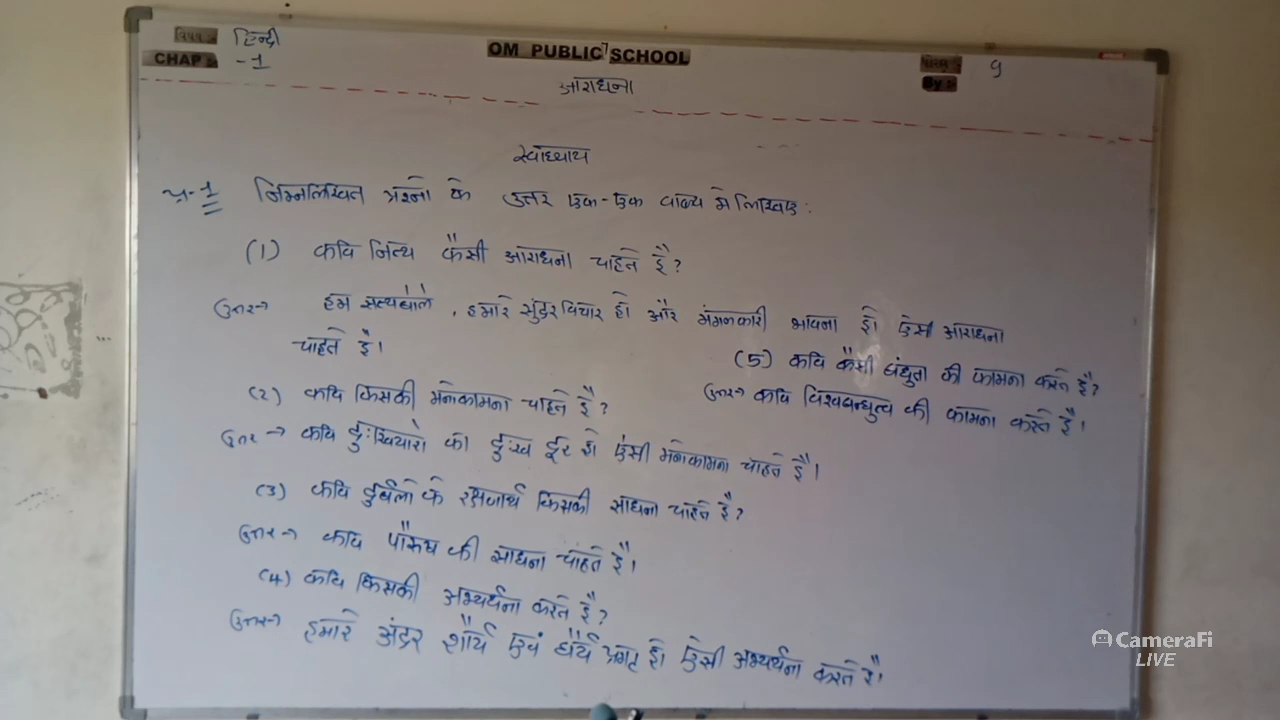 विषय :- हिन्दी
CHAP :- -1
OM PUBLIC SCHOOL
9
By :-
आराधना
स्वाध्याय
प्र-1 निम्नलिखित प्रश्नो के उत्तर एक-एक वाक्य मे लिखिए:
(1) कवि नित्य कैसी आराधना चाहते है?
उत्तर→ हम सत्यबोले, हमारे सुंदर विचार हो और मंगलकारी भावना हो ऐसी आराधना
चाहते है।
(2) कवि किसकी मनोकामना चाहते है?
उत्तर→ कवि दुःखियारो का दुःख दूर हो ऐसी मनोकामना चाहते है।
(3) कवि दुर्बलो के रक्षणार्थ किसकी साधना चाहते है?
उत्तर→ कवि पौरुष की साधना चाहते है।
(4) कवि किसकी अभ्यर्थना करते है?
उत्तर→ हमारे अंदर शौर्य एवं धैर्य प्रगट हो ऐसी अभ्यर्थना करते है।
(5) कवि कैसी बंधुता की कामना करते है?
उत्तर→ कवि विश्वबन्धुत्व की कामना करते है।
CameraFi
LIVE